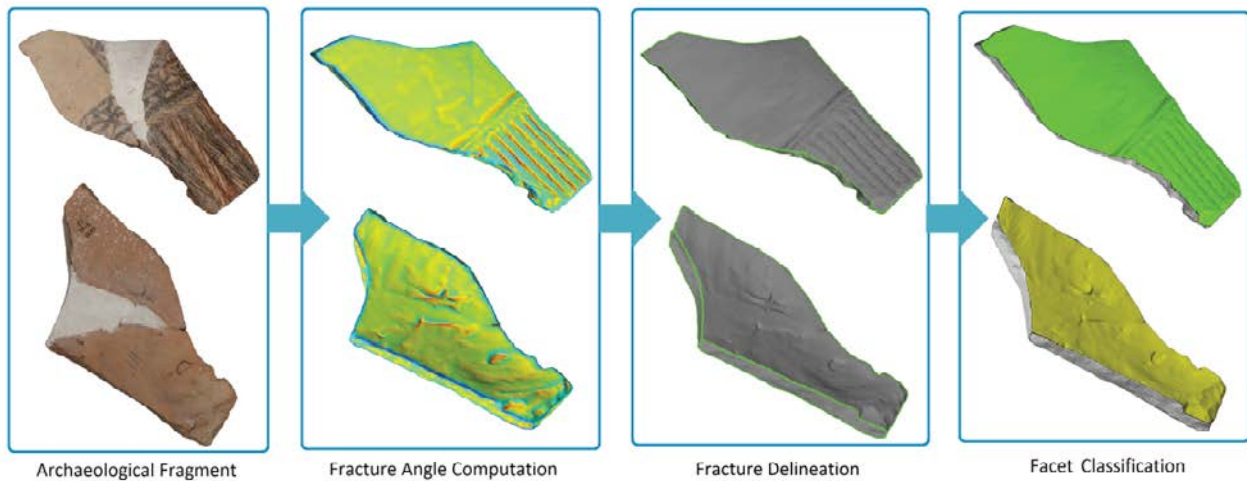 Archaeological Fragment
Fracture Angle Computation
Fracture Delineation
Facet Classification